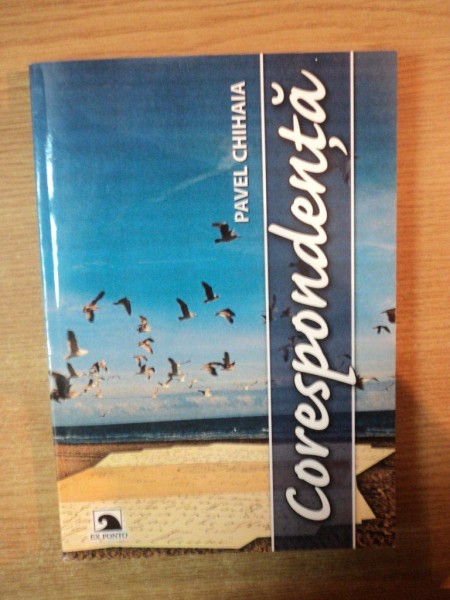 PAVEL CHIHAIA
Corespondență
EX PONTO